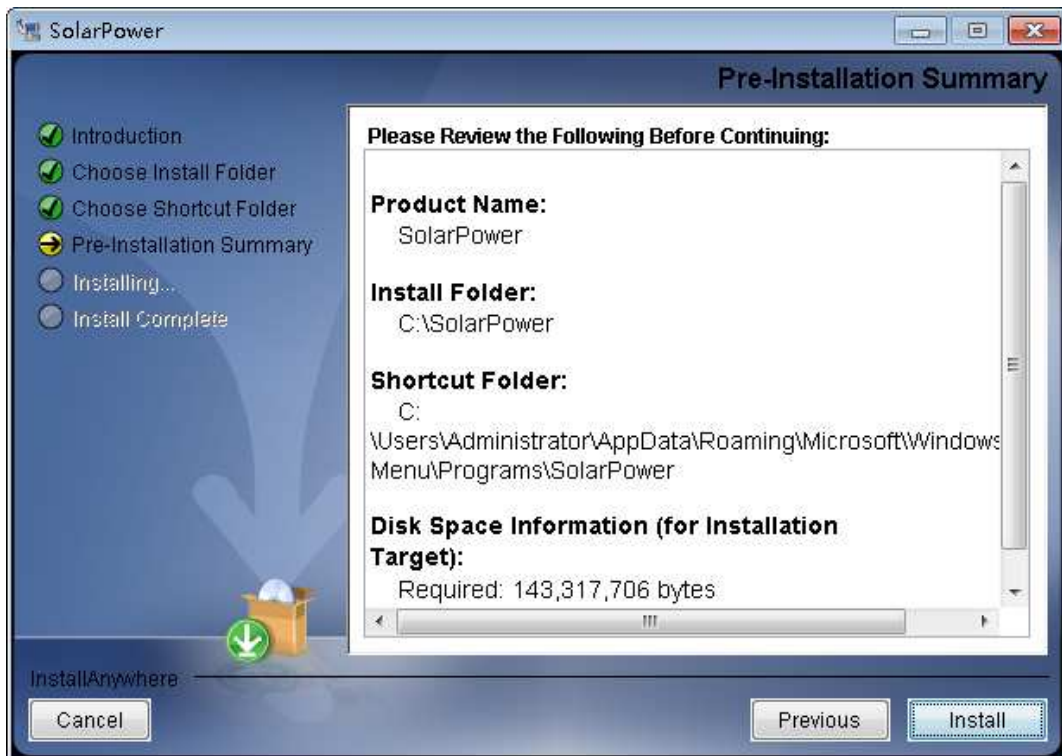 SolarPower
Pre-Installation Summary
Introduction
Choose Install Folder
Choose Shortcut Folder
Pre-Installation Summary
Installing...
Install Complete
Please Review the Following Before Continuing:
Product Name:
SolarPower
Install Folder:
C:\SolarPower
Shortcut Folder:
C:
\Users\Administrator\AppData\Roaming\Microsoft\Windows
Menu\Programs\SolarPower
Disk Space Information (for Installation
Target):
Required: 143,317,706 bytes
InstallAnywhere
Cancel
Previous
Install